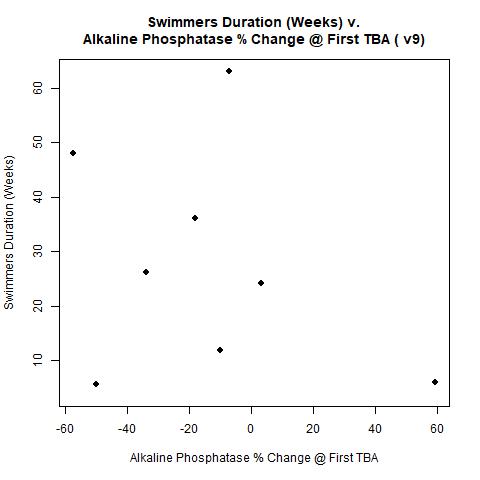 Swimmers Duration (Weeks) v.
Alkaline Phosphatase % Change @ First TBA ( v9)
Swimmers Duration (Weeks)
60
50
40
30
20
10
-60 -40 -20 0 20 40 60
Alkaline Phosphatase % Change @ First TBA